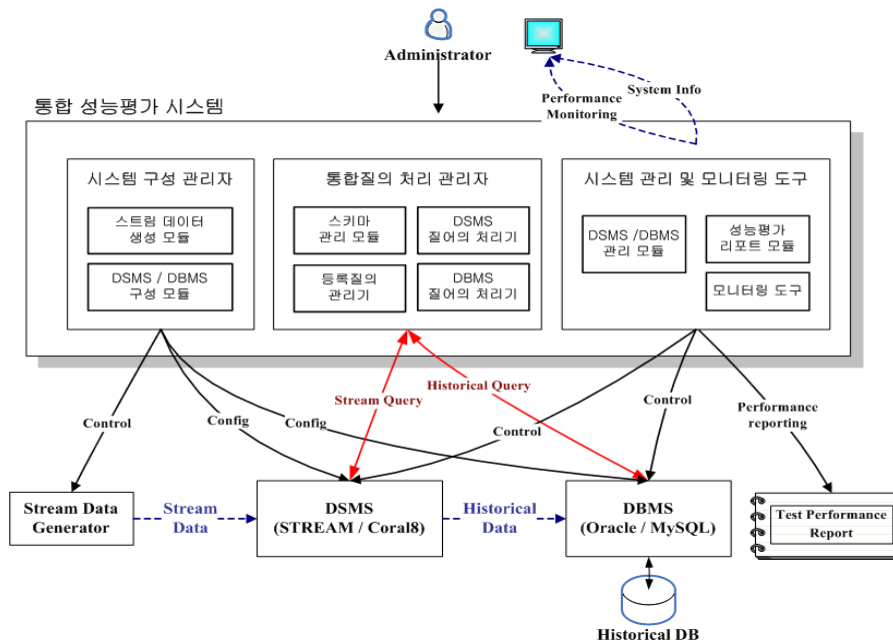 Administrator
System Info
Performance
Monitoring
통합 성능평가 시스템
시스템 구성 관리자
스트림 데이터
생성 모듈
DSMS / DBMS
구성 모듈
통합질의 처리 관리자
스키마
관리 모듈
DSMS
질어의 처리기
등록질의
관리기
DBMS
질어의 처리기
시스템 관리 및 모니터링 도구
DSMS /DBMS
관리 모듈
성능평가
리포트 모듈
모니터링 도구
Control
Config
Config
Stream Query
Historical Query
Control
Control
Performance
reporting
Stream Data
Generator
Stream
Data
DSMS
(STREAM / Coral8)
Historical
Data
DBMS
(Oracle / MySQL)
Test Performance
Report
Historical DB